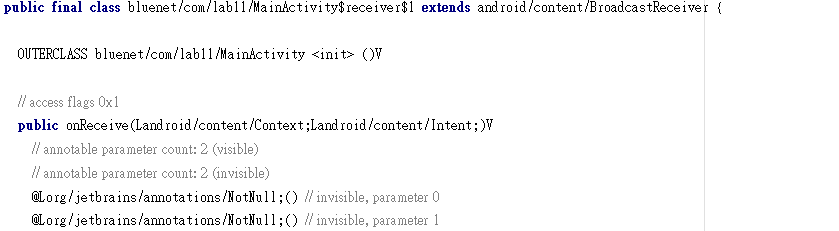 public final class bluenet/com/lab11/MainActivity$receiver$1 extends android/content/BroadcastReceiver {
OUTERCLASS bluenet/com/lab11/MainActivity <init> ()V
// access flags 0x1
public onReceive(Landroid/content/Context;Landroid/content/Intent;)V
// annotable parameter count: 2 (visible)
// annotable parameter count: 2 (invisible)
@Lorg/jetbrains/annotations/NotNull;() // invisible, parameter 0
@Lorg/jetbrains/annotations/NotNull;() // invisible, parameter 1